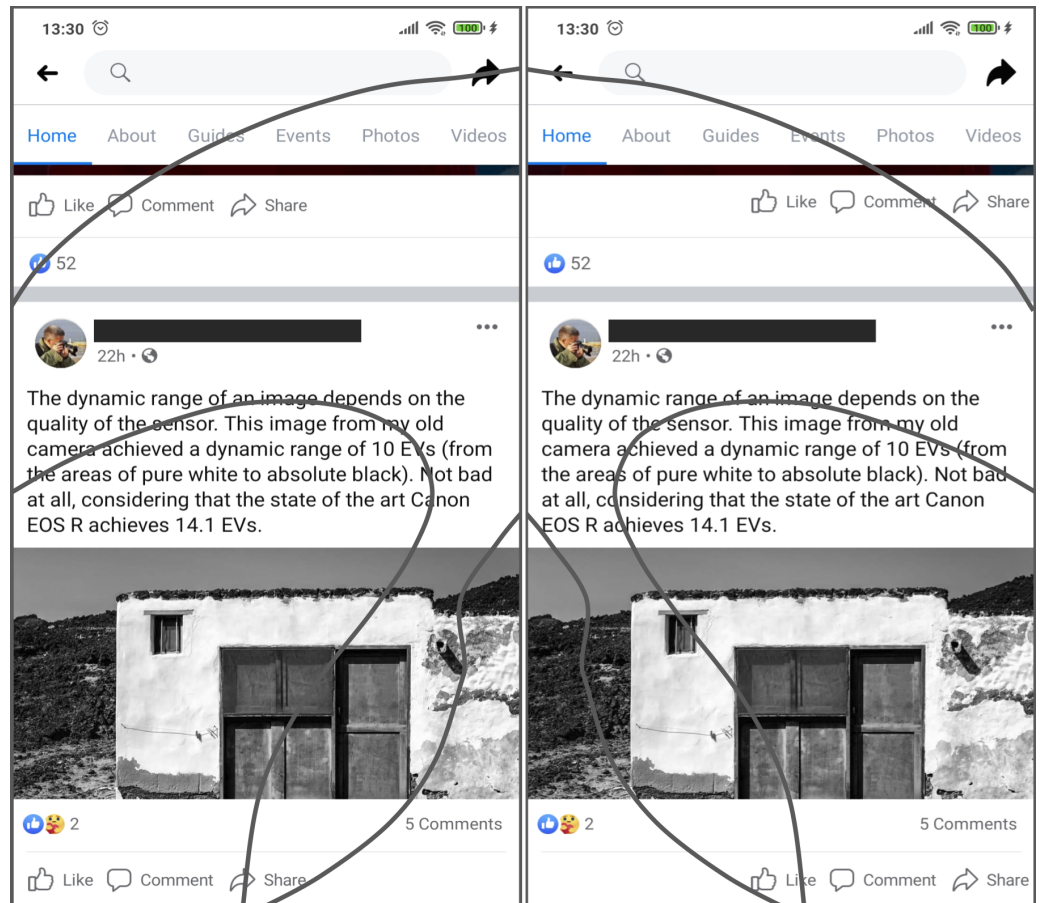 13:30
100
Home About Guides Events Photos Videos
Like Comment Share
52
22h
The dynamic range of an image depends on the
quality of the sensor. This image from my old
camera achieved a dynamic range of 10 EVs (from
the areas of pure white to absolute black). Not bad
at all, considering that the state of the art Canon
EOS R achieves 14.1 EVs.
2
5 Comments
Like Comment Share
13:30
100
Home About Guides Events Photos Videos
Like Comment Share
52
22h
The dynamic range of an image depends on the
quality of the sensor. This image from my old
camera achieved a dynamic range of 10 EVs (from
the areas of pure white to absolute black). Not bad
at all, considering that the state of the art Canon
EOS R achieves 14.1 EVs.
2
5 Comments
Like Comment Share